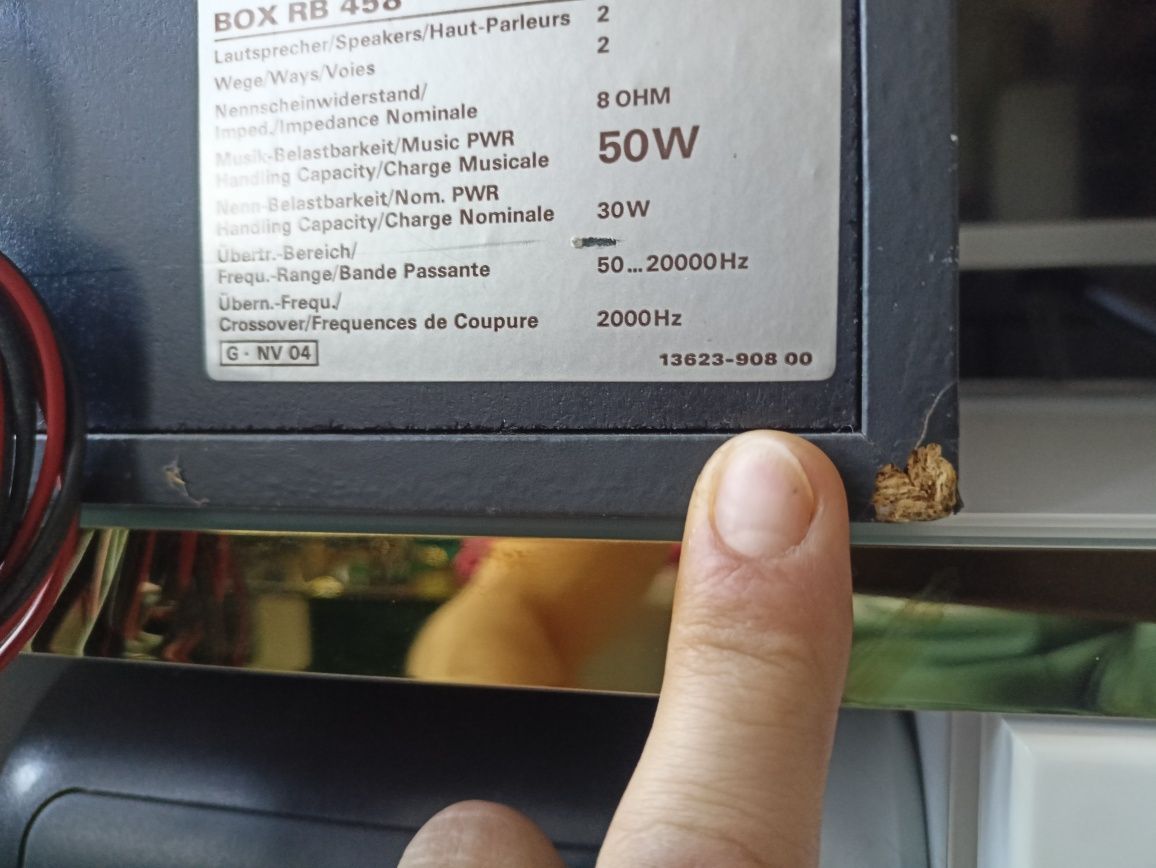 BOX RB 458
Lautsprecher/Speakers/Haut-Parleurs 2
Wege/Ways/Voies 2
Nennscheinwiderstand/
Imped./Impedance Nominale 8 OHM
Musik-Belastbarkeit/Music PWR
Handling Capacity/Charge Musicale 50W
Nenn-Belastbarkeit/Nom. PWR
Handling Capacity/Charge Nominale 30W
Übertr.-Bereich/
Frequ.-Range/Bande Passante 50...20000Hz
Übern.-Frequ./
Crossover/Frequences de Coupure 2000Hz
G - NV 04 13623-908 00